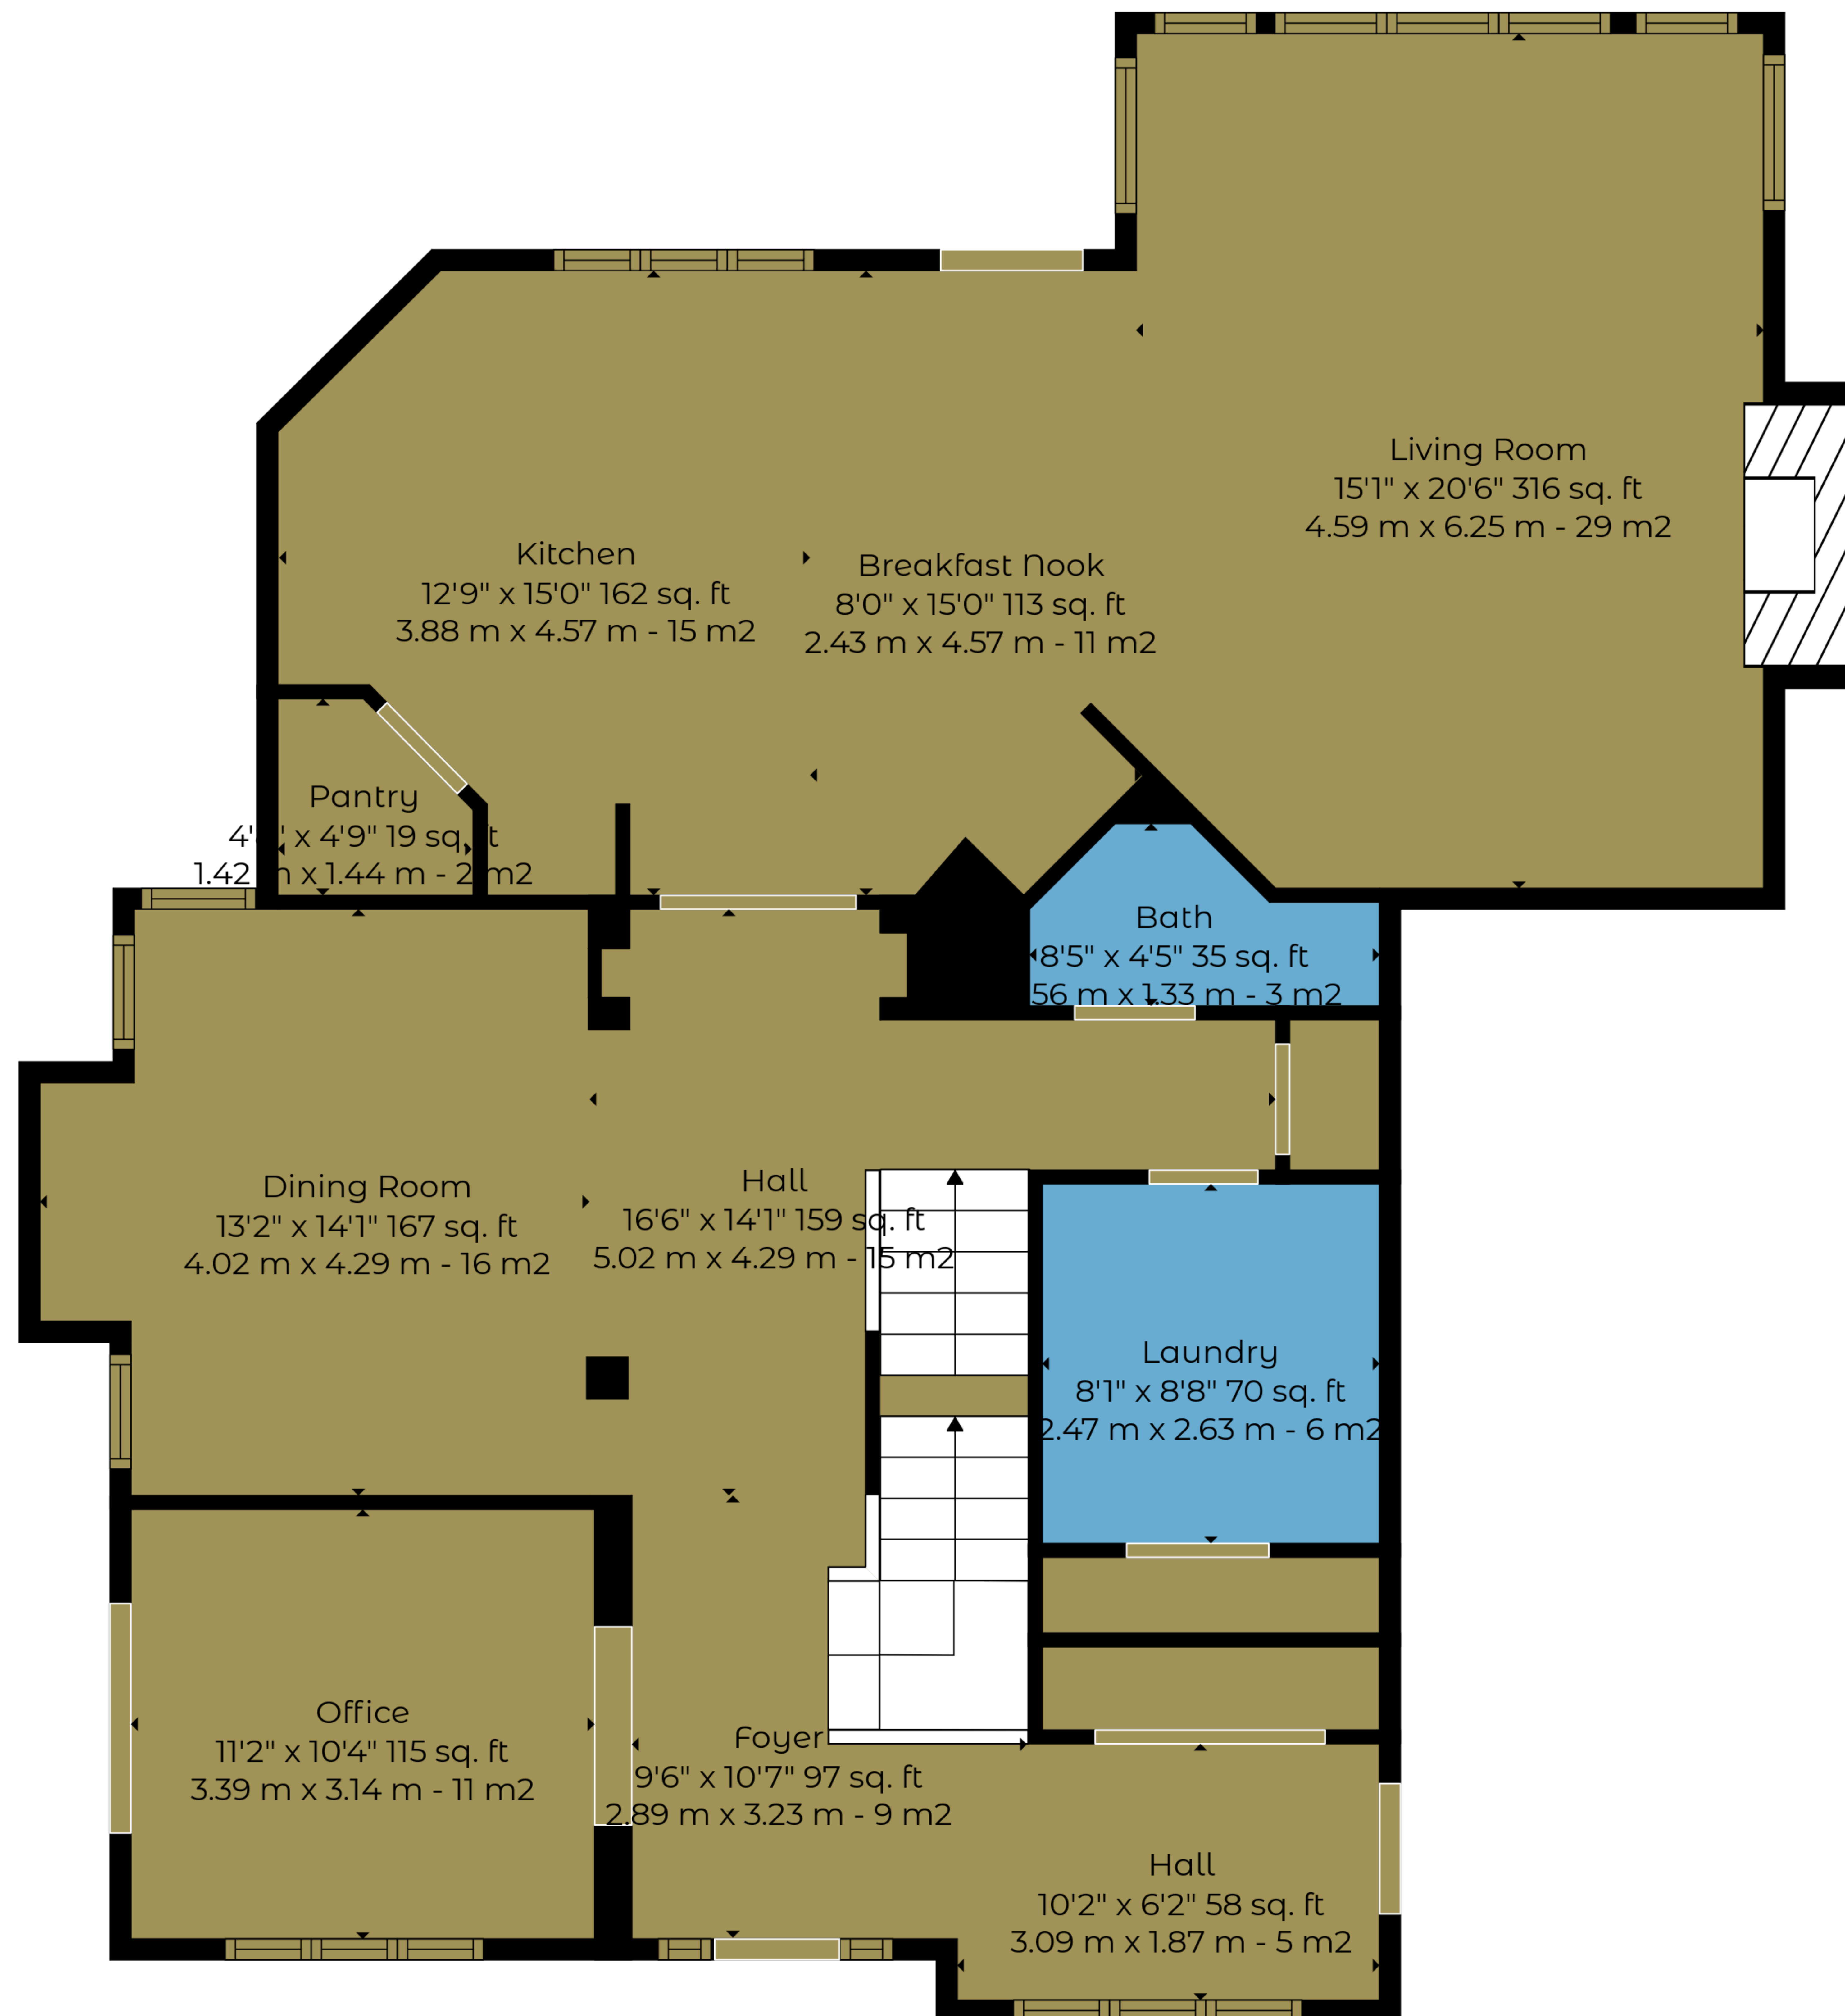 Living Room
15'1" x 20'6" 316 sq. ft
4.59 m x 6.25 m - 29 m2
Kitchen
12'9" x 15'0" 162 sq. ft
3.88 m x 4.57 m - 15 m2
Breakfast Nook
8'0" x 15'0" 113 sq. ft
2.43 m x 4.57 m - 11 m2
Pantry
x 4'9" 19 sq. ft
1.42 m x 1.44 m - 2 m2
Bath
8'5" x 4'5" 35 sq. ft
56 m x 1.33 m - 3 m2
Dining Room
13'2" x 14'1" 167 sq. ft
4.02 m x 4.29 m - 16 m2
Hall
16'6" x 14'1" 159 sq. ft
5.02 m x 4.29 m - 15 m2
Laundry
8'1" x 8'8" 70 sq. ft
2.47 m x 2.63 m - 6 m2
Office
11'2" x 10'4" 115 sq. ft
3.39 m x 3.14 m - 11 m2
Foyer
9'6" x 10'7" 97 sq. ft
2.89 m x 3.23 m - 9 m2
Hall
10'2" x 6'2" 58 sq. ft
3.09 m x 1.87 m - 5 m2